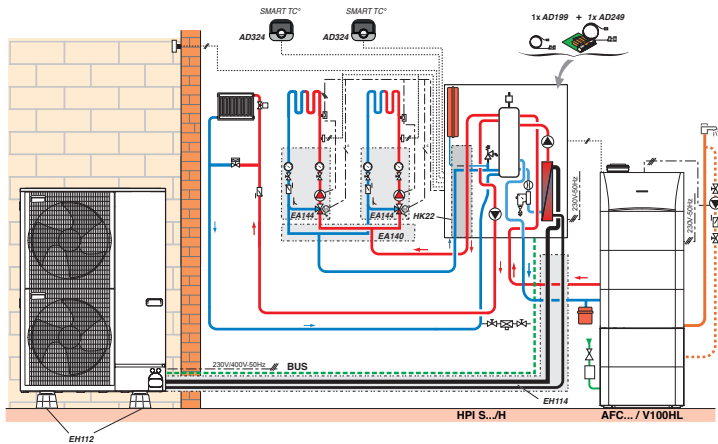 SMART TC°
AD324
SMART TC°
AD324
1x AD199 + 1x AD249
EA144
EA144
HK22
EA140
230V-50Hz
230V-50Hz
230V/400V-50Hz
BUS
EH114
HPI S.../H
AFC... / V100HL
EH112